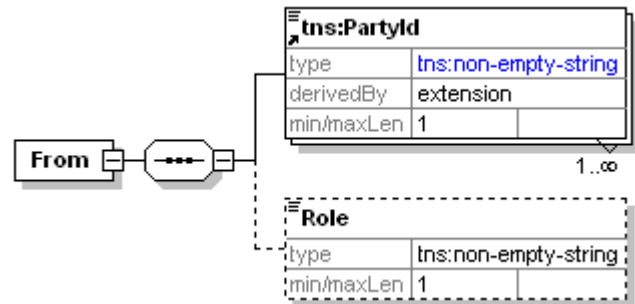 tns:PartyId
type tns:non-empty-string
derivedBy extension
min/maxLen 1
From
1..∞
Role
type tns:non-empty-string
min/maxLen 1